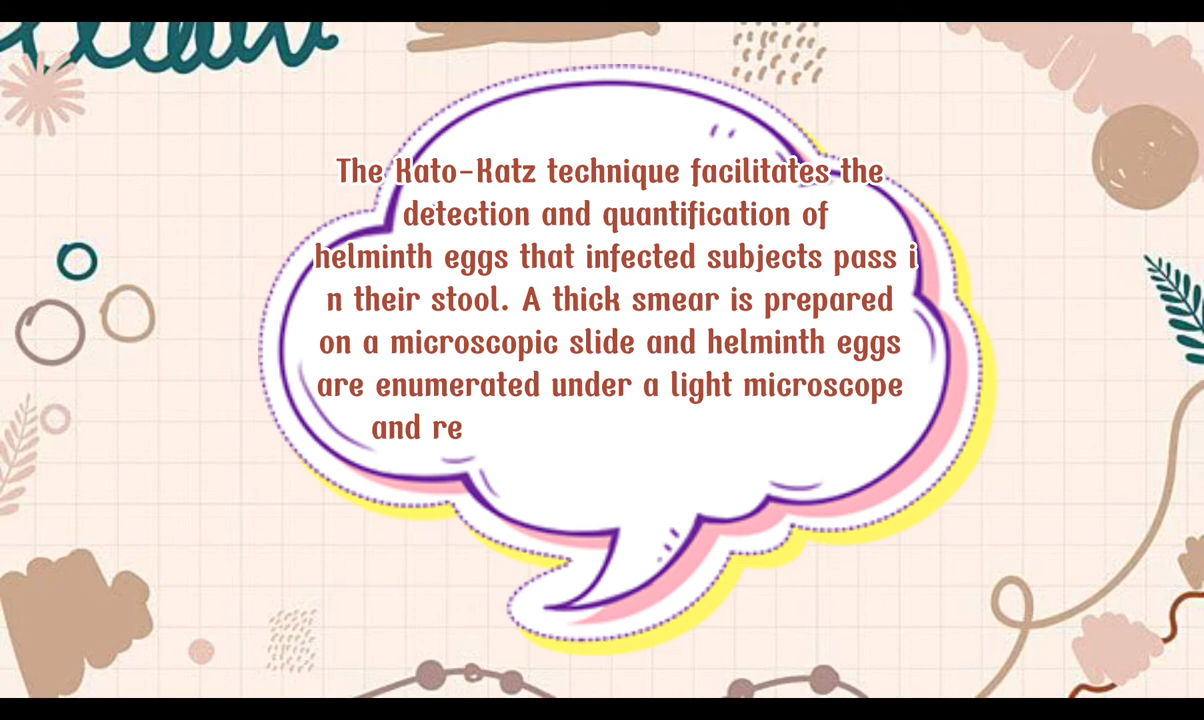 The Kato-Katz technique facilitates the
detection and quantification of
helminth eggs that infected subjects pass i
n their stool. A thick smear is prepared
on a microscopic slide and helminth eggs
are enumerated under a light microscope
and re